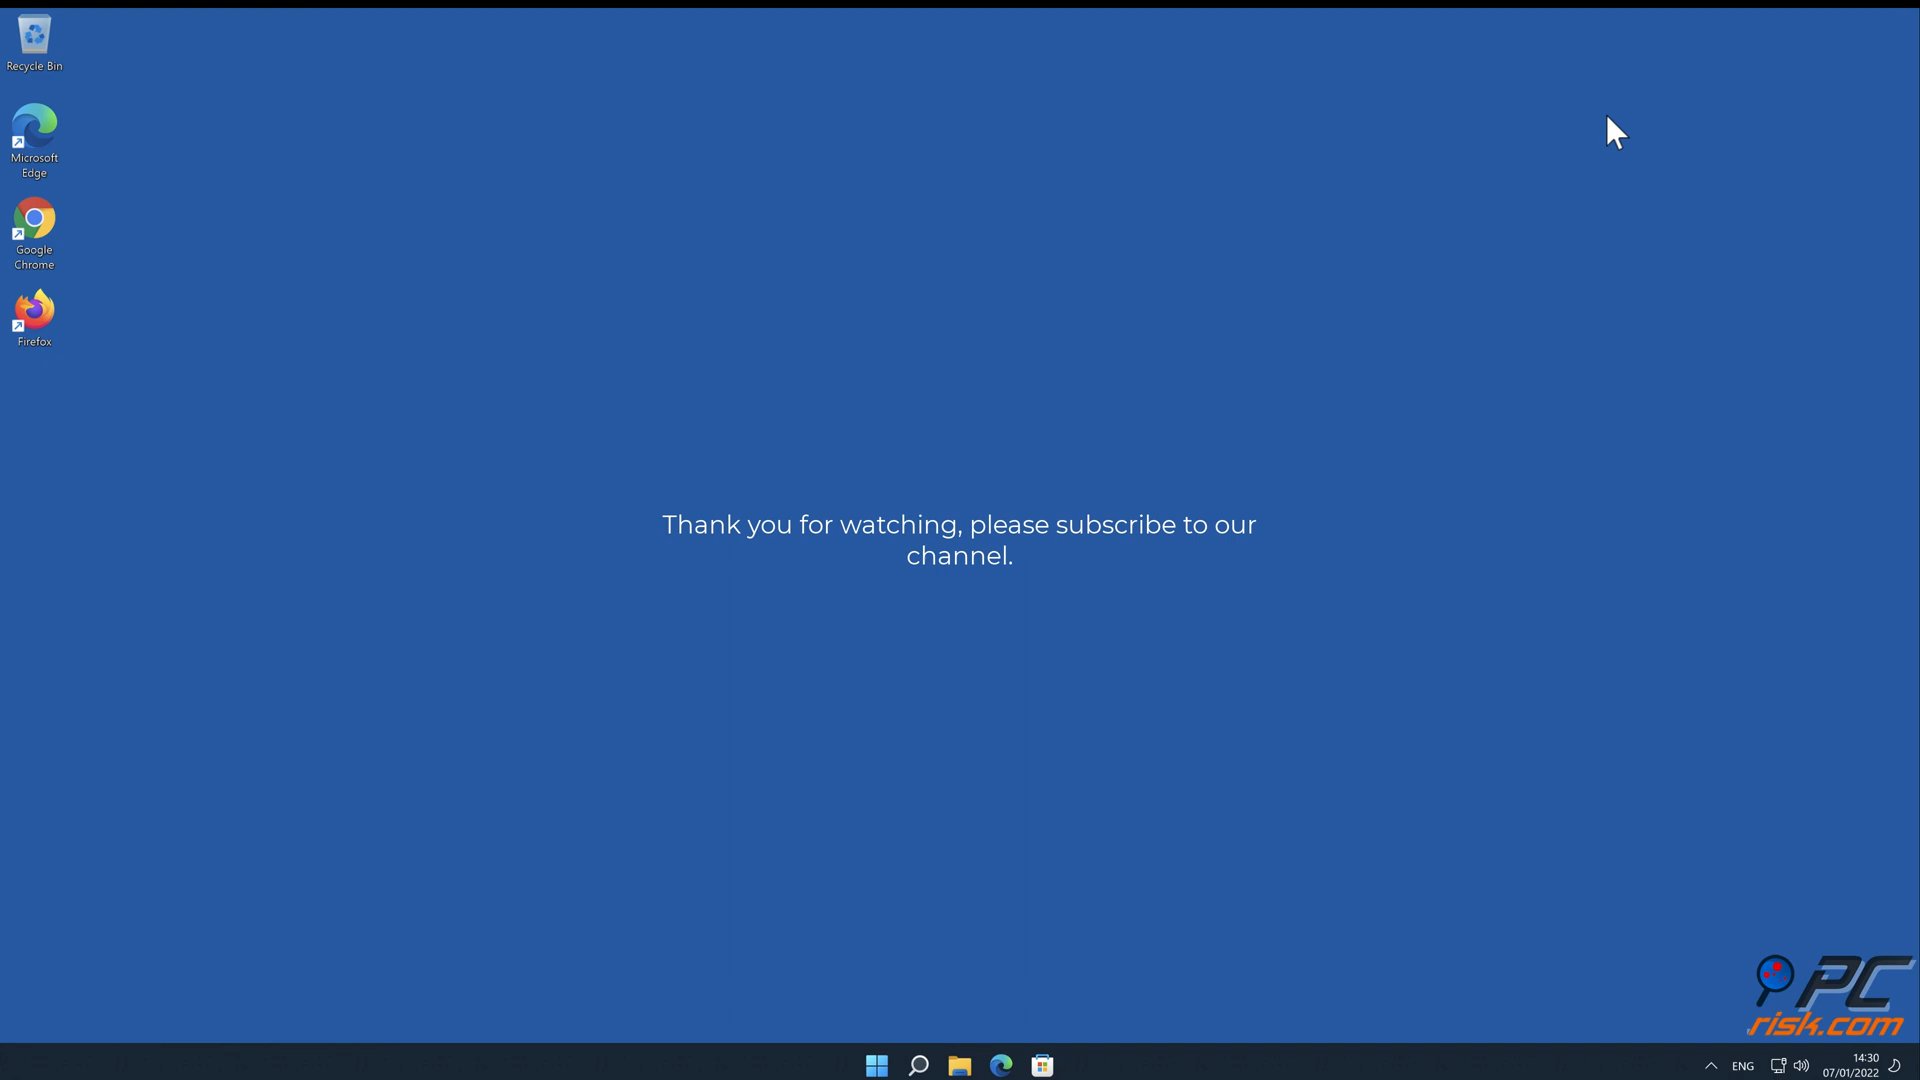 Recycle Bin
Microsoft
Edge
Google
Chrome
Firefox
Thank you for watching, please subscribe to our
channel.
PC
risk.com
ENG
14:30
07/01/2022